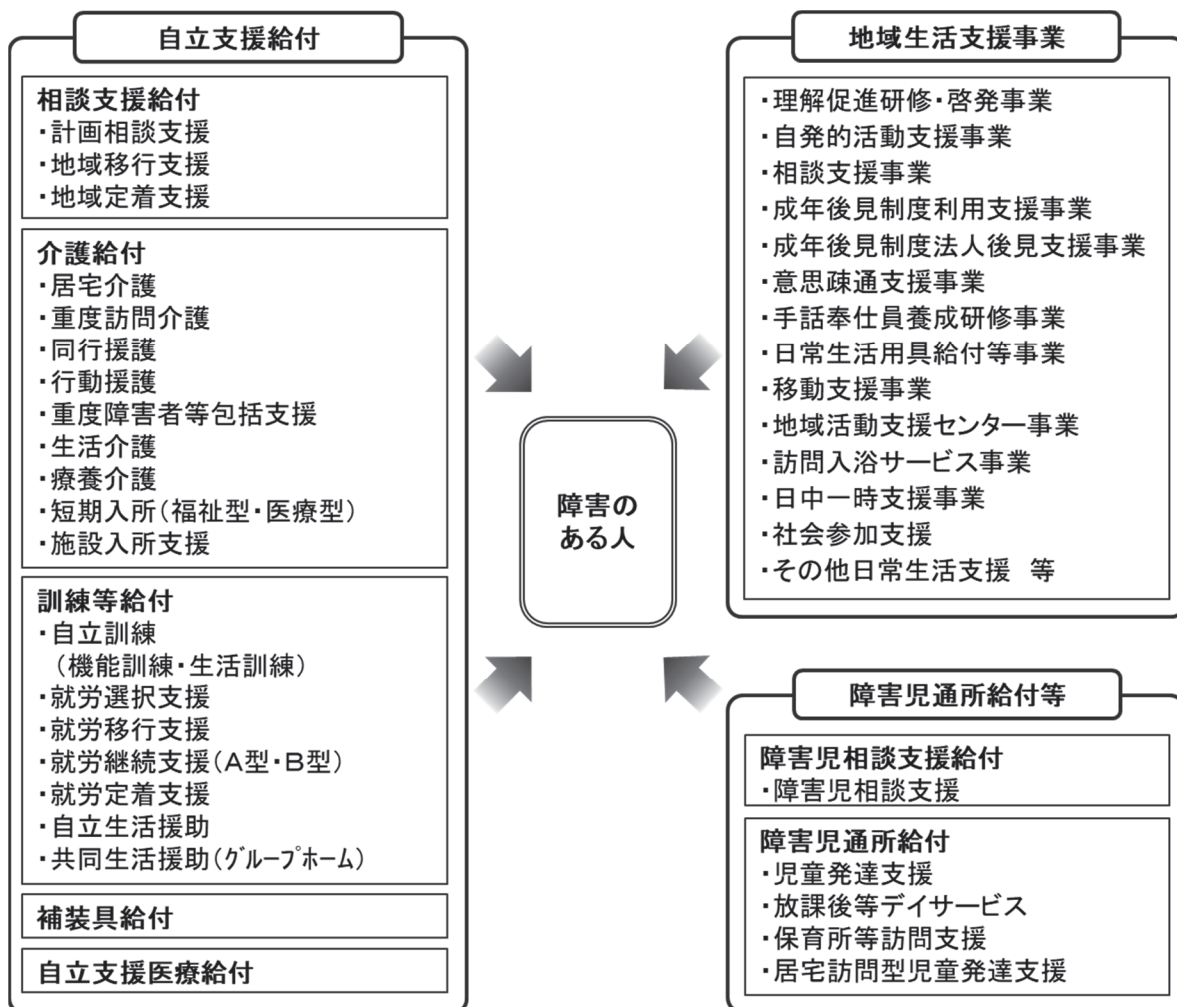 自立支援給付
相談支援給付
・計画相談支援
・地域移行支援
・地域定着支援
介護給付
・居宅介護
・重度訪問介護
・同行援護
・行動援護
・重度障害者等包括支援
・生活介護
・療養介護
・短期入所(福祉型・医療型)
・施設入所支援
訓練等給付
・自立訓練
(機能訓練・生活訓練)
・就労選択支援
・就労移行支援
・就労継続支援(A型・B型)
・就労定着支援
・自立生活援助
・共同生活援助(グループホーム)
補装具給付
自立支援医療給付
障害の
ある人
地域生活支援事業
・理解促進研修・啓発事業
・自発的活動支援事業
・相談支援事業
・成年後見制度利用支援事業
・成年後見制度法人後見支援事業
・意思疎通支援事業
・手話奉仕員養成研修事業
・日常生活用具給付等事業
・移動支援事業
・地域活動支援センター事業
・訪問入浴サービス事業
・日中一時支援事業
・社会参加支援
・その他日常生活支援 等
障害児通所給付等
障害児相談支援給付
・障害児相談支援
障害児通所給付
・児童発達支援
・放課後等デイサービス
・保育所等訪問支援
・居宅訪問型児童発達支援